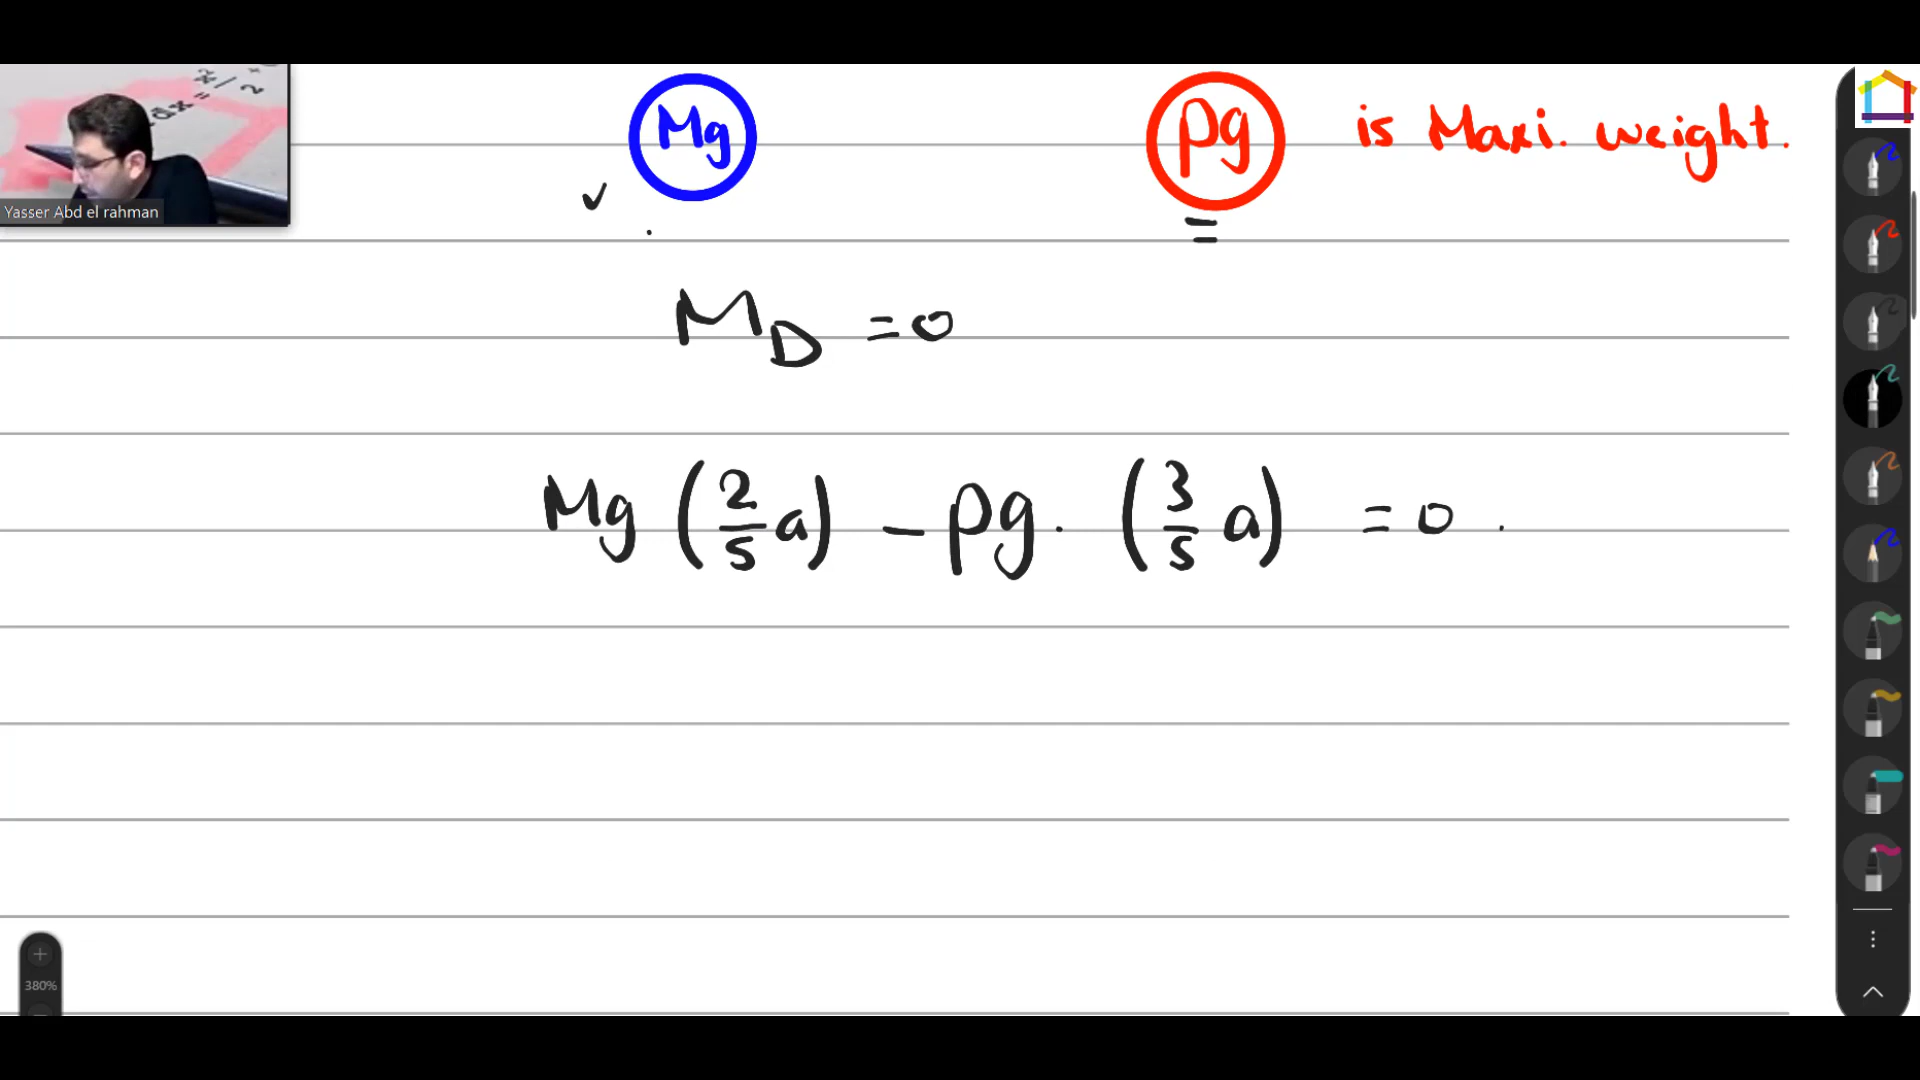 Mg Pg is Maxi. weight.
✓ =
M_D = 0
Mg (2/5 a) - Pg. (3/5 a) = 0.
Yasser Abd el rahman
380%